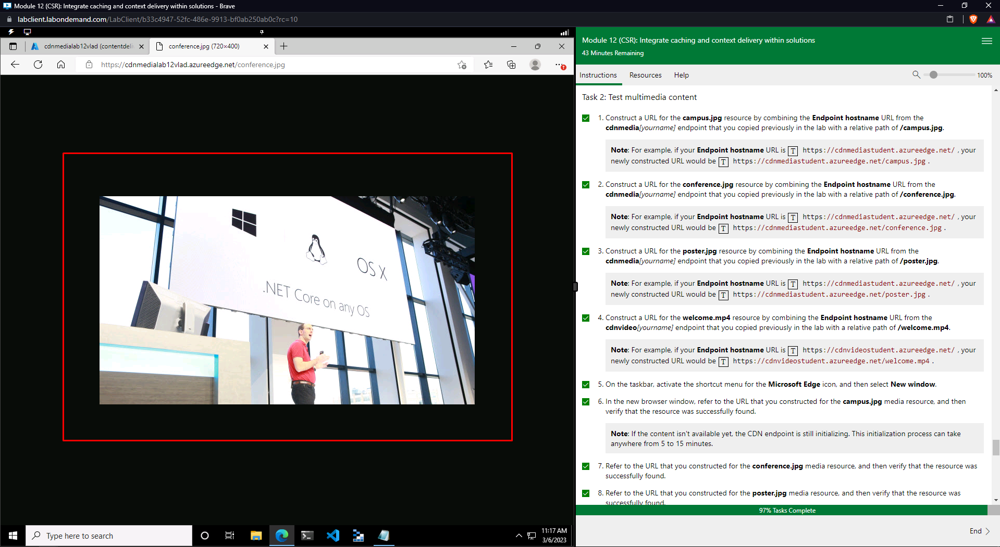 Module 12 (CSR): Integrate caching and context delivery within solutions - Brave
labclient.labondemand.com/LabClient/b33c4947-52fc-486e-9913-bf0ab250ab0c?rc=10
cdnmedialab12vlad (contentdeli
conference.jpg (720×400)
https://cdnmedialab12vlad.azureedge.net/conference.jpg
OS X
.NET Core on any OS
Type here to search
11:17 AM
3/6/2023
Module 12 (CSR): Integrate caching and context delivery within solutions
43 Minutes Remaining
Instructions Resources Help 100%
Task 2: Test multimedia content
1. Construct a URL for the campus.jpg resource by combining the Endpoint hostname URL from the
cdnmedia[yourname] endpoint that you copied previously in the lab with a relative path of /campus.jpg.
Note: For example, if your Endpoint hostname URL is T https://cdnmediastudent.azureedge.net/ , your
newly constructed URL would be T https://cdnmediastudent.azureedge.net/campus.jpg .
2. Construct a URL for the conference.jpg resource by combining the Endpoint hostname URL from the
cdnmedia[yourname] endpoint that you copied previously in the lab with a relative path of /conference.jpg.
Note: For example, if your Endpoint hostname URL is T https://cdnmediastudent.azureedge.net/ , your
newly constructed URL would be T https://cdnmediastudent.azureedge.net/conference.jpg .
3. Construct a URL for the poster.jpg resource by combining the Endpoint hostname URL from the
cdnmedia[yourname] endpoint that you copied previously in the lab with a relative path of /poster.jpg.
Note: For example, if your Endpoint hostname URL is T https://cdnmediastudent.azureedge.net/ , your
newly constructed URL would be T https://cdnmediastudent.azureedge.net/poster.jpg .
4. Construct a URL for the welcome.mp4 resource by combining the Endpoint hostname URL from the
cdnvideo[yourname] endpoint that you copied previously in the lab with a relative path of /welcome.mp4.
Note: For example, if your Endpoint hostname URL is T https://cdnvideostudent.azureedge.net/ , your
newly constructed URL would be T https://cdnvideostudent.azureedge.net/welcome.mp4 .
5. On the taskbar, activate the shortcut menu for the Microsoft Edge icon, and then select New window.
6. In the new browser window, refer to the URL that you constructed for the campus.jpg media resource, and then
verify that the resource was successfully found.
Note: If the content isn't available yet, the CDN endpoint is still initializing. This initialization process can take
anywhere from 5 to 15 minutes.
7. Refer to the URL that you constructed for the conference.jpg media resource, and then verify that the resource was
successfully found.
8. Refer to the URL that you constructed for the poster.jpg media resource, and then verify that the resource was
successfully found.
97% Tasks Complete
End